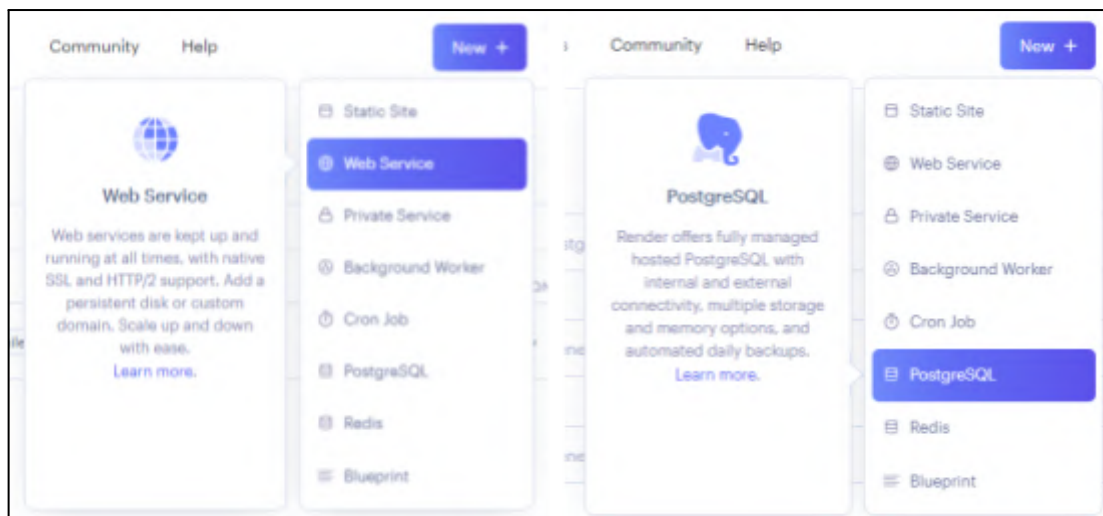 Community Help New +
Web Service
Web services are kept up and
running at all times, with native
SSL and HTTP/2 support. Add a
persistent disk or custom
domain. Scale up and down
with ease.
Learn more.
Static Site
Web Service
Private Service
Background Worker
Cron Job
PostgreSQL
Redis
Blueprint
Community Help New +
PostgreSQL
Render offers fully managed
hosted PostgreSQL with
internal and external
connectivity, multiple storage
and memory options, and
automated daily backups.
Learn more.
Static Site
Web Service
Private Service
Background Worker
Cron Job
PostgreSQL
Redis
Blueprint